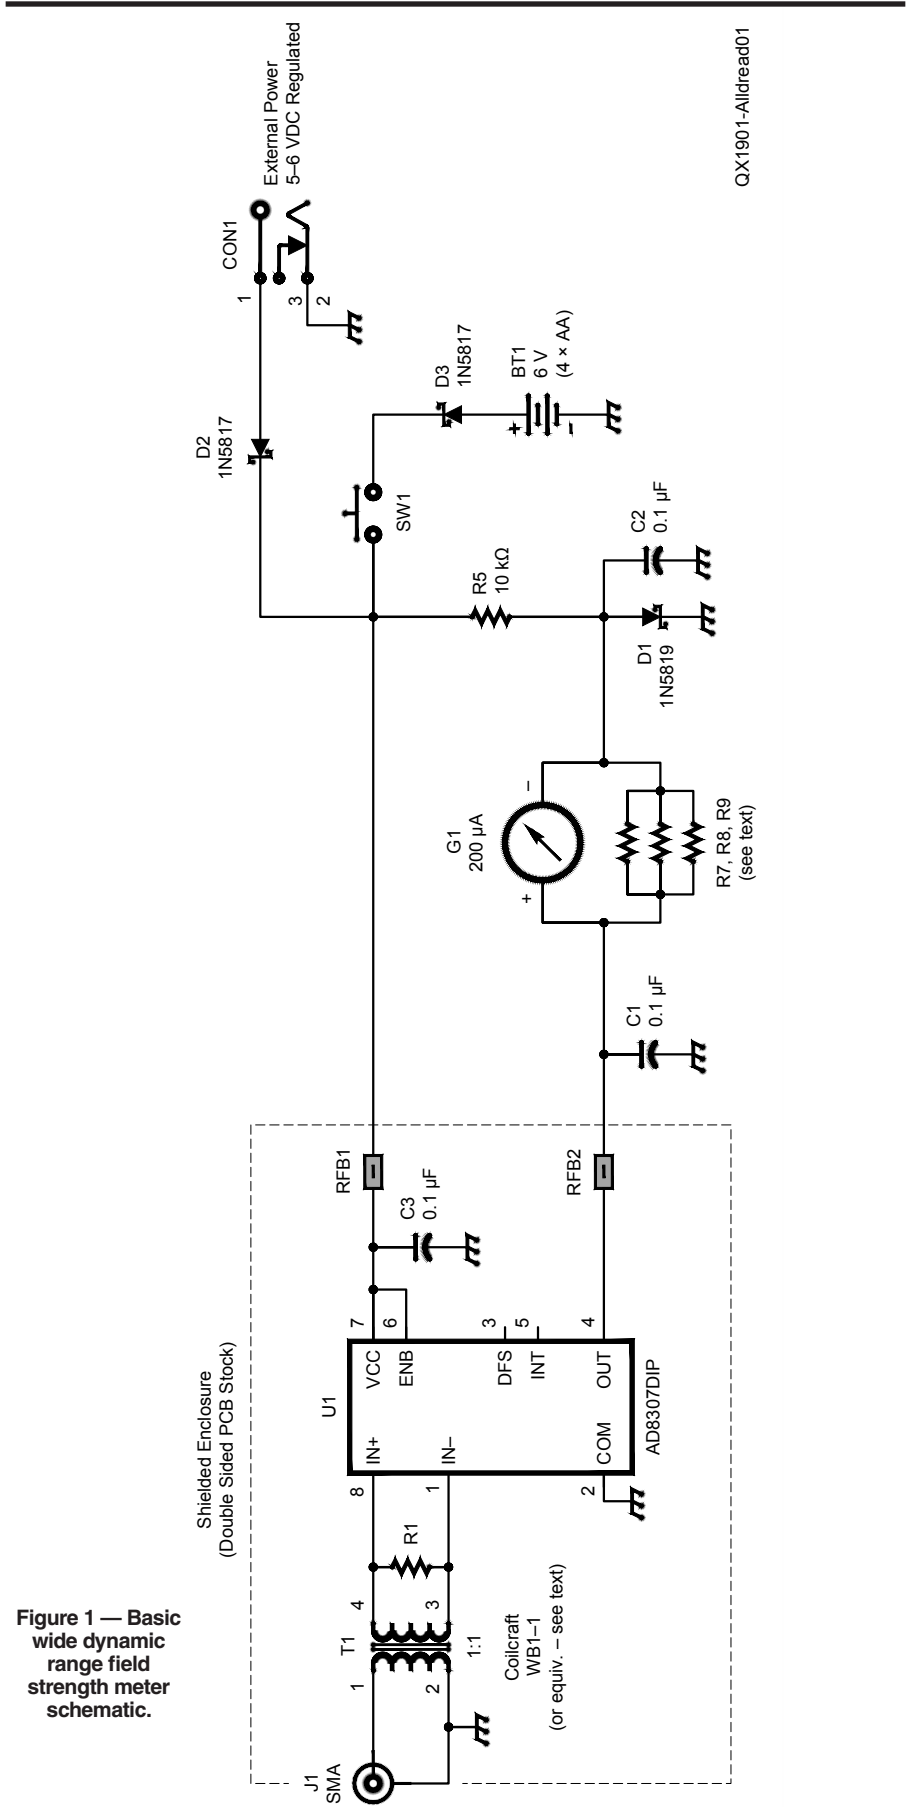 Figure 1 — Basic
wide dynamic
range field
strength meter
schematic.
Shielded Enclosure
(Double Sided PCB Stock)
J1
SMA
T1
1
2
4
3
1:1
Coilcraft
WB1–1
(or equiv. – see text)
R1
U1
8
1
2
IN+
IN–
COM
VCC
ENB
DFS
INT
OUT
7
6
3
5
4
AD8307DIP
C3
0.1 µF
RFB1
RFB2
C1
0.1 µF
G1
200 µA
+
–
R7, R8, R9
(see text)
D1
1N5819
C2
0.1 µF
R5
10 kΩ
SW1
D2
1N5817
D3
1N5817
BT1
6 V
(4 × AA)
+
–
CON1
1
3
2
External Power
5–6 VDC Regulated
QX1901-Alldread01